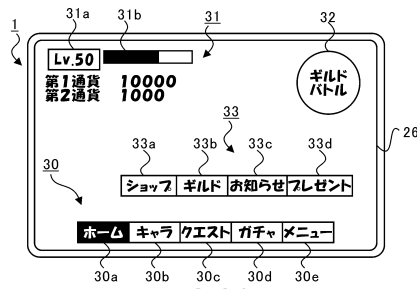 1
31a
31b
31
32
Lv.50
第1通貨 10000
第2通貨 1000
ギルド
バトル
26
33
33a
33b
33c
33d
30
ショップ ギルド お知らせ プレゼント
ホーム キャラ クエスト ガチャ メニュー
30a
30b
30c
30d
30e